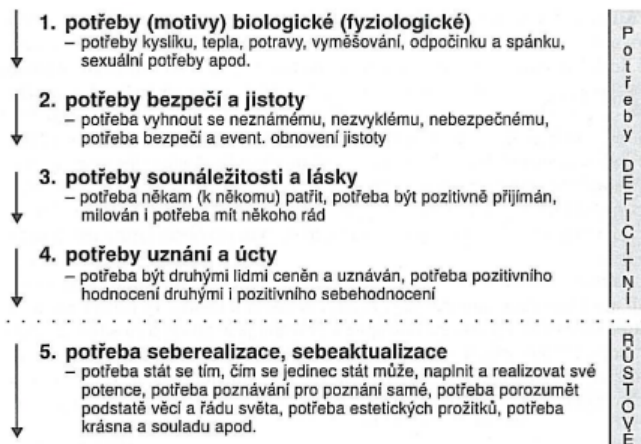 1. potřeby (motivy) biologické (fyziologické)
– potřeby kyslíku, tepla, potravy, vyměšování, odpočinku a spánku,
sexuální potřeby apod.
2. potřeby bezpečí a jistoty
– potřeba vyhnout se neznámému, nezvyklému, nebezpečnému,
potřeba bezpečí a event. obnovení jistoty
3. potřeby sounáležitosti a lásky
– potřeba někam (k někomu) patřit, potřeba být pozitivně přijímán,
milován i potřeba mít někoho rád
4. potřeby uznání a úcty
– potřeba být druhými lidmi ceněn a uznáván, potřeba pozitivního
hodnocení druhými i pozitivního sebehodnocení
Potřeby DEFICITNÍ
5. potřeba seberealizace, sebeaktualizace
– potřeba stát se tím, čím se jedinec stát může, naplnit a realizovat své
potence, potřeba poznávání pro poznání samé, potřeba porozumět
podstatě věcí a řádu světa, potřeba estetických prožitků, potřeba
krásna a souladu apod.
RŮSTOVÉ